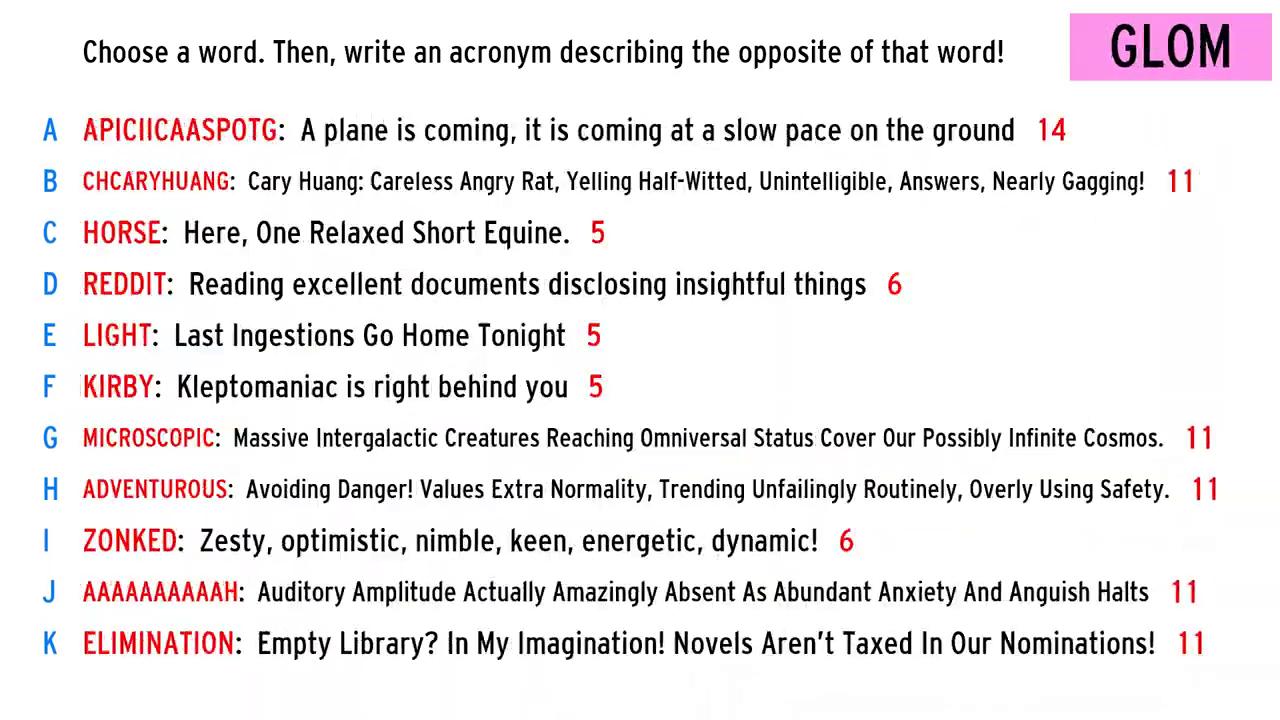 Choose a word. Then, write an acronym describing the opposite of that word!
GLOM
A APICIICAASPOTG: A plane is coming, it is coming at a slow pace on the ground 14
B CHCARYHUANG: Cary Huang: Careless Angry Rat, Yelling Half-Witted, Unintelligible, Answers, Nearly Gagging! 11
C HORSE: Here, One Relaxed Short Equine. 5
D REDDIT: Reading excellent documents disclosing insightful things 6
E LIGHT: Last Ingestions Go Home Tonight 5
F KIRBY: Kleptomaniac is right behind you 5
G MICROSCOPIC: Massive Intergalactic Creatures Reaching Omniversal Status Cover Our Possibly Infinite Cosmos. 11
H ADVENTUROUS: Avoiding Danger! Values Extra Normality, Trending Unfailingly Routinely, Overly Using Safety. 11
I ZONKED: Zesty, optimistic, nimble, keen, energetic, dynamic! 6
J AAAAAAAAAAH: Auditory Amplitude Actually Amazingly Absent As Abundant Anxiety And Anguish Halts 11
K ELIMINATION: Empty Library? In My Imagination! Novels Aren't Taxed In Our Nominations! 11